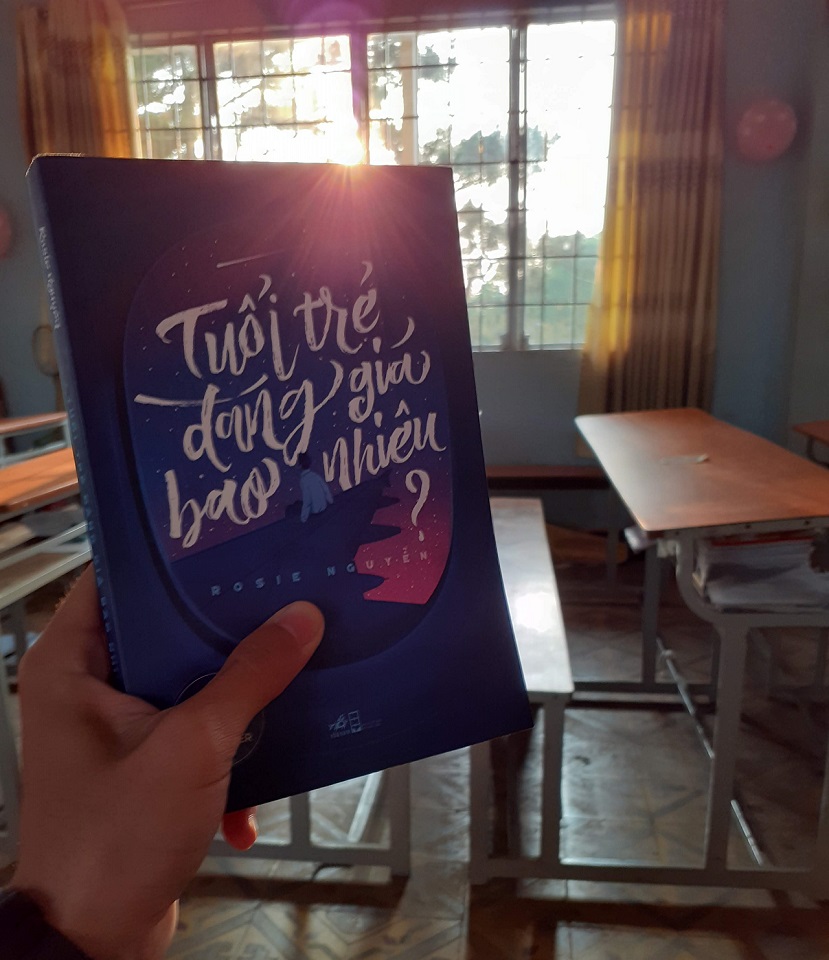 Tuổi trẻ
đáng giá
bao nhiêu
?
ROSIE NGUYỄN